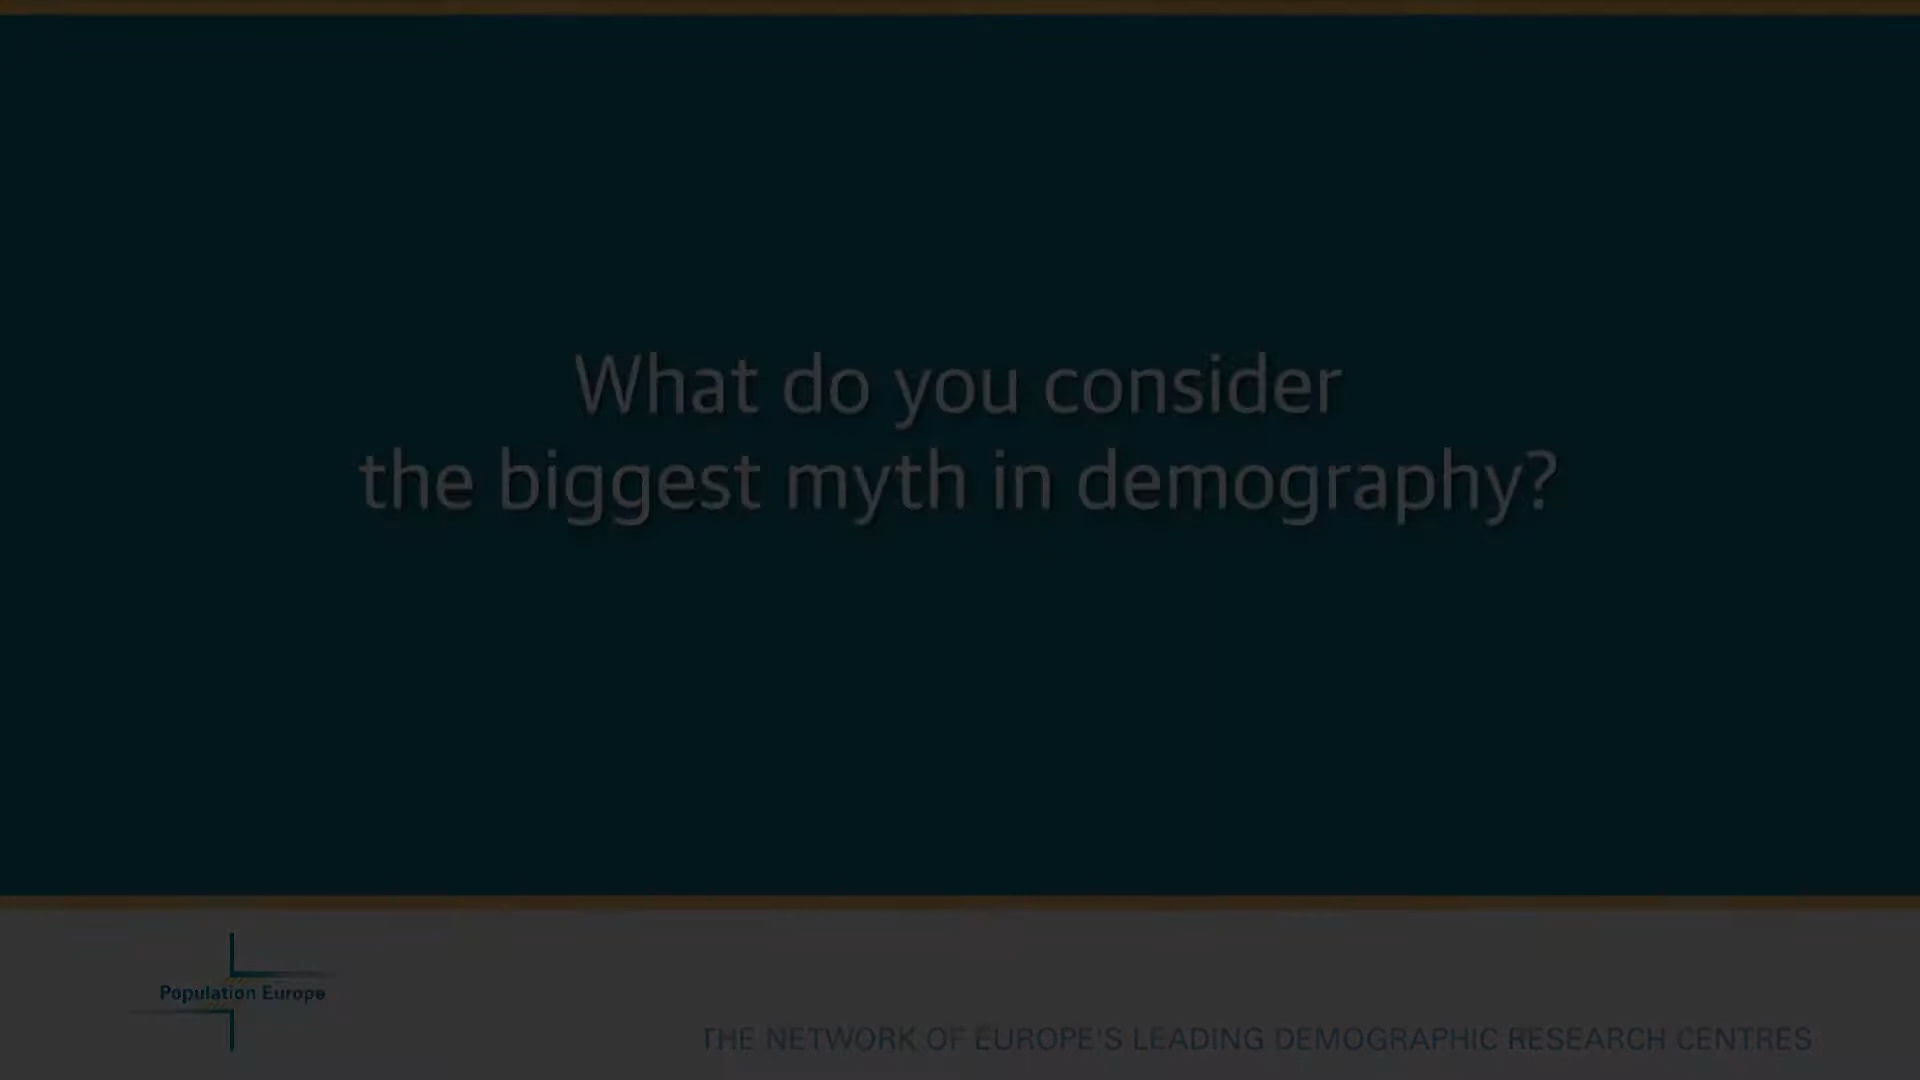 What do you consider
the biggest myth in demography?
Population Europe
THE NETWORK OF EUROPE'S LEADING DEMOGRAPHIC RESEARCH CENTRES